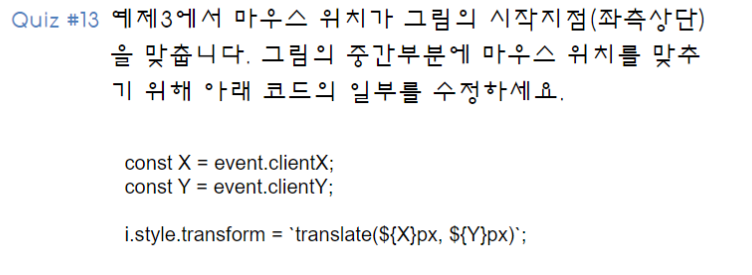 Quiz #13 예제3에서 마우스 위치가 그림의 시작지점(좌측상단)
을 맞춥니다. 그림의 중간부분에 마우스 위치를 맞추
기 위해 아래 코드의 일부를 수정하세요.
const X = event.clientX;
const Y = event.clientY;
i.style.transform = `translate(${X}px, ${Y}px)`;